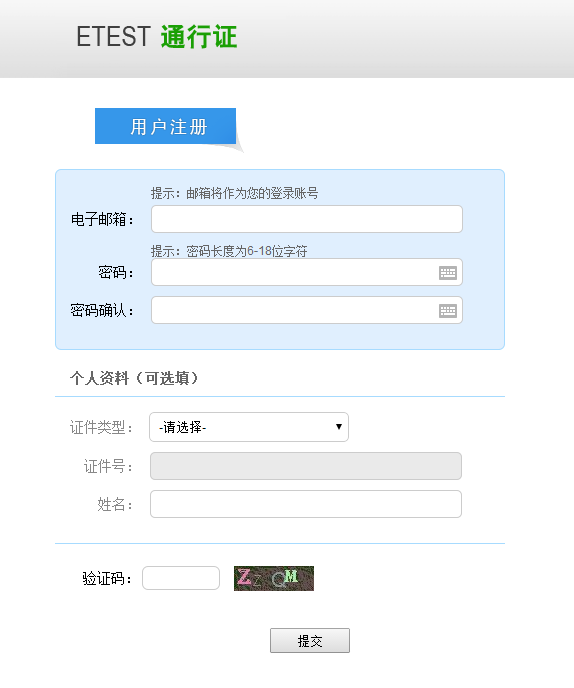 ETEST 通行证
用户注册
提示：邮箱将作为您的登录账号
电子邮箱：
提示：密码长度为6-18位字符
密码：
密码确认：
个人资料（可选填）
证件类型： -请选择-
证件号：
姓名：
验证码： ZzQM
提交